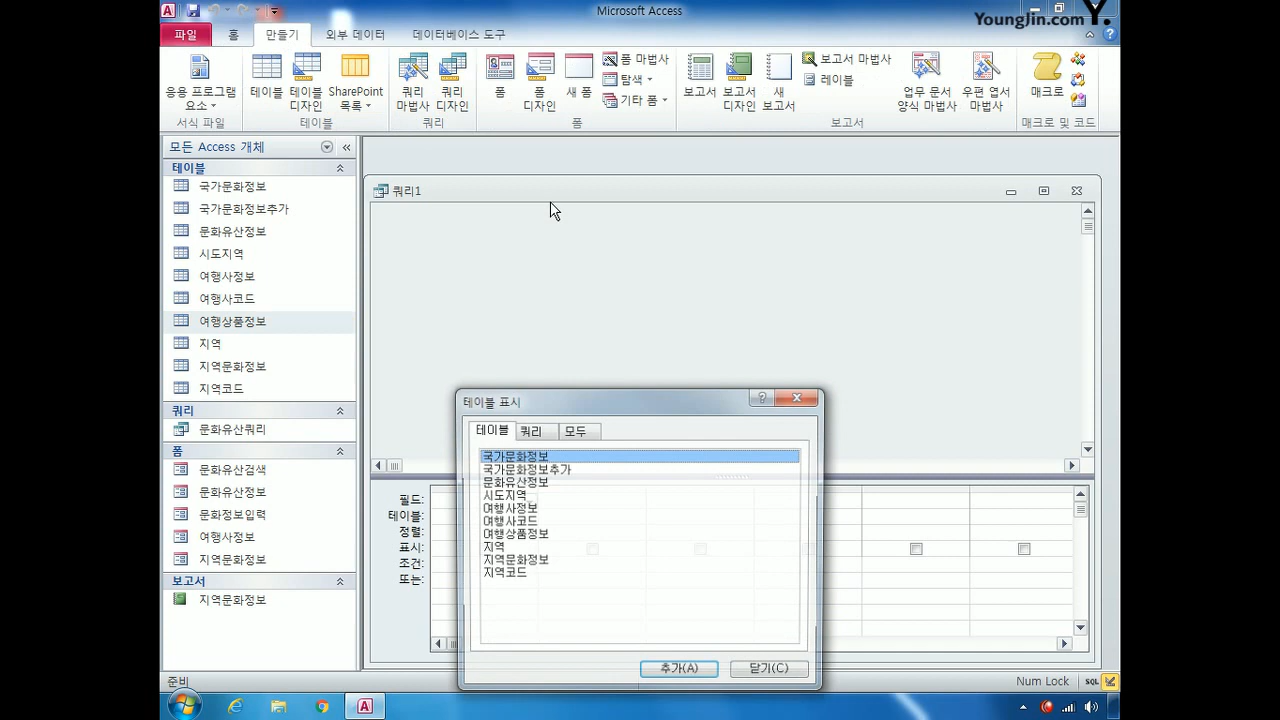 Microsoft Access
YoungJin.com Y.
파일 홈 만들기 외부 데이터 데이터베이스 도구
응용 프로그램 요소
테이블
테이블 디자인
SharePoint 목록
쿼리 마법사
쿼리 디자인
폼
폼 디자인
새 폼
폼 마법사
탐색
기타 폼
보고서
보고서 디자인
새 보고서
보고서 마법사
레이블
업무 문서 양식 마법사
우편 엽서 마법사
매크로
서식 파일 테이블 쿼리 폼 보고서 매크로 및 코드
모든 Access 개체
테이블
국가문화정보
국가문화정보추가
문화유산정보
시도지역
여행사정보
여행사코드
여행상품정보
지역
지역문화정보
지역코드
쿼리
문화유산쿼리
폼
문화유산검색
문화유산정보
문화정보입력
여행사정보
지역문화정보
보고서
지역문화정보
쿼리1
필드:
테이블:
정렬:
표시:
조건:
또는:
테이블 표시
테이블 쿼리 모두
국가문화정보
국가문화정보추가
문화유산정보
시도지역
여행사정보
여행사코드
여행상품정보
지역
지역문화정보
지역코드
추가(A) 닫기(C)
준비 Num Lock SQL